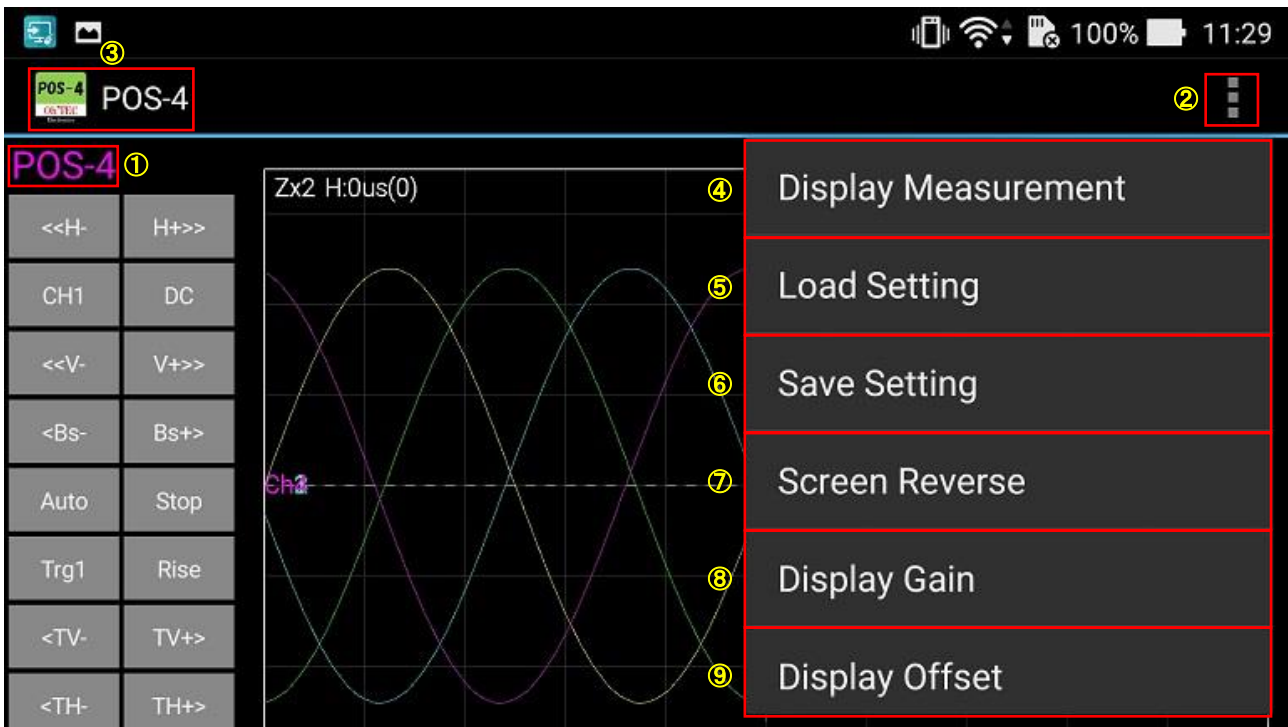 100% 11:29
③
POS-4 POS-4 ②
POS-4 ①
<<H- H+>>
CH1 DC
<<V- V+>>
<Bs- Bs+>
Auto Stop
Trg1 Rise
<TV- TV+>
<TH- TH+>
Zx2 H:0us(0)
④ Display Measurement
⑤ Load Setting
⑥ Save Setting
⑦ Screen Reverse
⑧ Display Gain
⑨ Display Offset